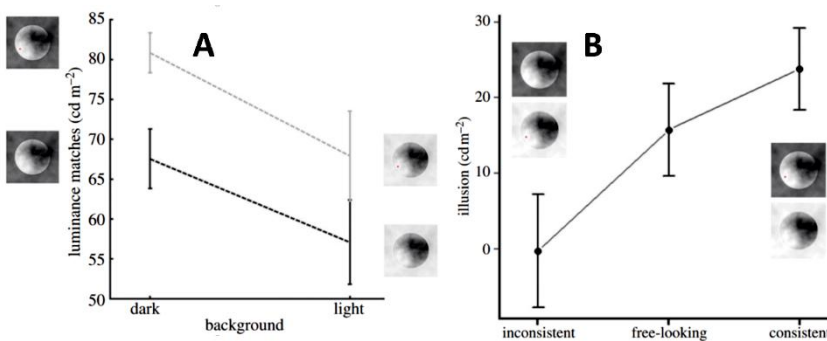 A
luminance matches (cd m−2)
85
80
75
70
65
60
55
50
dark
light
background
B
illusion (cd m−2)
30
20
10
0
inconsistent
free-looking
consistent